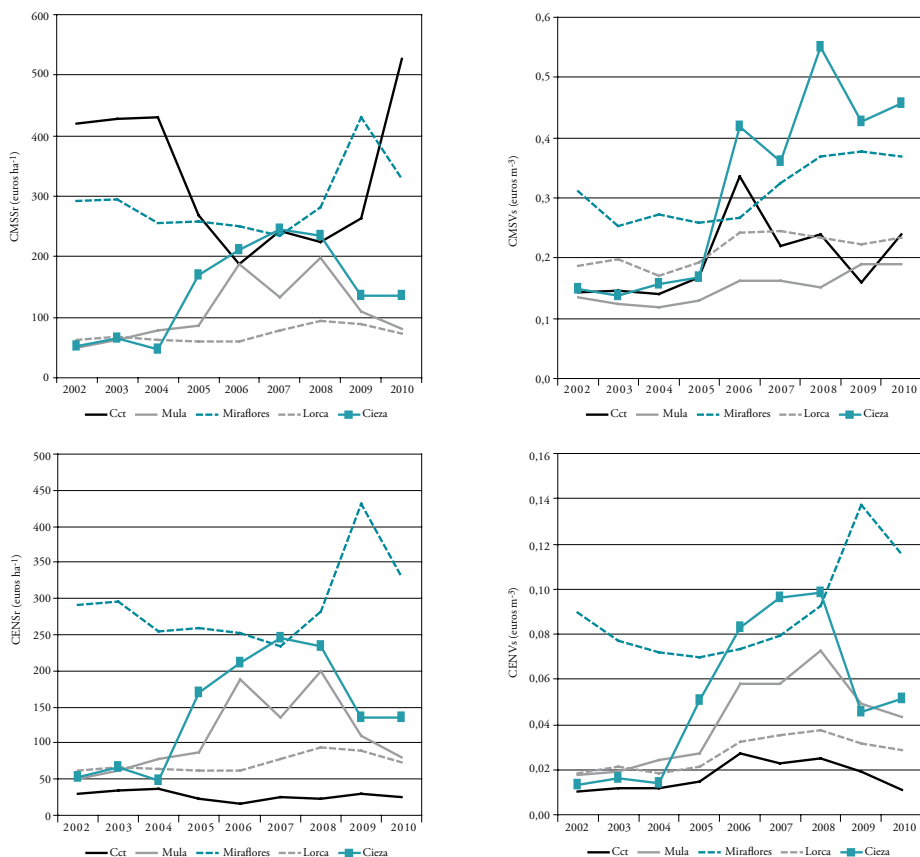 600
500
400
300
200
100
0
CMSSr (euros ha⁻¹)
2002 2003 2004 2005 2006 2007 2008 2009 2010
Cct Mula Miraflores Lorca Cieza
0,6
0,5
0,4
0,3
0,2
0,1
0,0
CMSVs (euros m⁻³)
2002 2003 2004 2005 2006 2007 2008 2009 2010
Cct Mula Miraflores Lorca Cieza
500
450
400
350
300
250
200
150
100
50
0
CENSr (euros ha⁻¹)
2002 2003 2004 2005 2006 2007 2008 2009 2010
Cct Mula Miraflores Lorca Cieza
0,16
0,14
0,12
0,10
0,08
0,06
0,04
0,02
0,00
CENVs (euros m⁻³)
2002 2003 2004 2005 2006 2007 2008 2009 2010
Cct Mula Miraflores Lorca Cieza